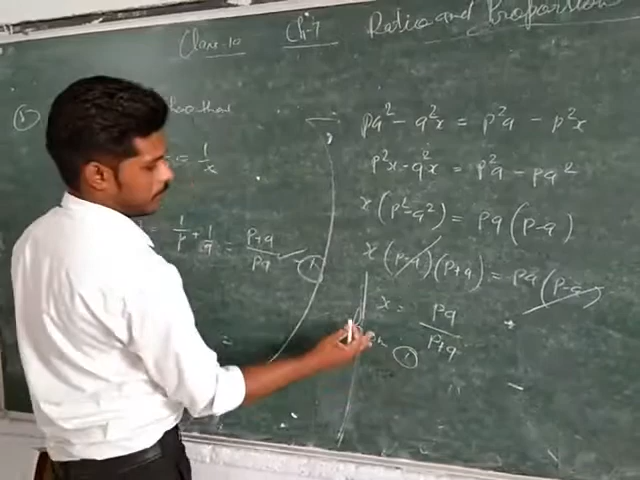 Class-10 Ch-7 Ratio and Proportion
pq² - q²x = p²q - p²x
p²x - q²x = p²q - pq²
= 1/x
x(p² - q²) = pq(p-q)
1/p + 1/q = p+q/pq
①
x(p-q)(p+q) = pq(p-q)
x = pq/p+q
①